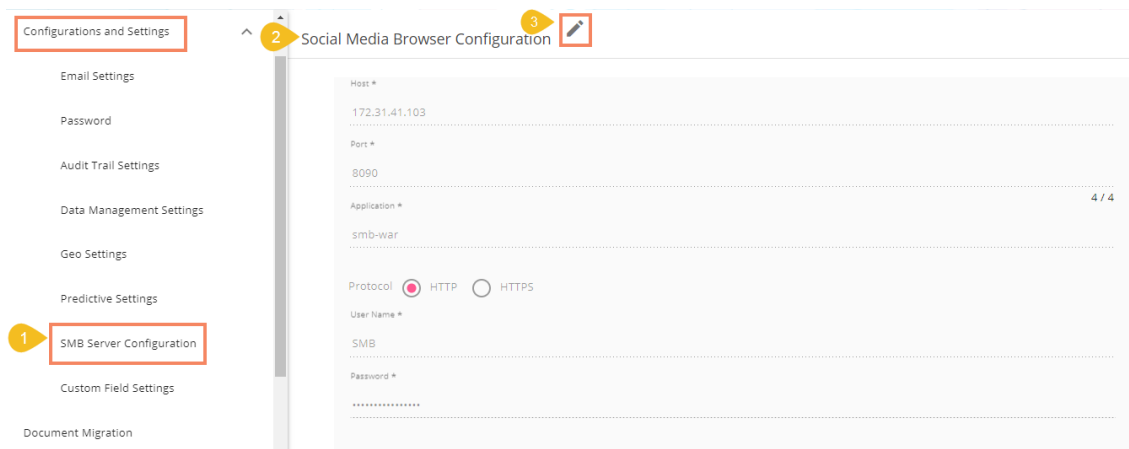 Configurations and Settings
Email Settings
Password
Audit Trail Settings
Data Management Settings
Geo Settings
Predictive Settings
1
SMB Server Configuration
Custom Field Settings
Document Migration
2
Social Media Browser Configuration
3
Host *
172.31.41.103
Port *
8090
4 / 4
Application *
smb-war
Protocol HTTP HTTPS
User Name *
SMB
Password *
••••••••••••••••